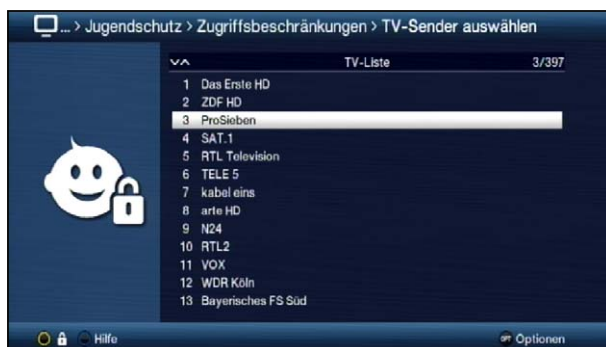 ... > Jugendschutz > Zugriffsbeschränkungen > TV-Sender auswählen
TV-Liste 3/397
1 Das Erste HD
2 ZDF HD
3 ProSieben
4 SAT.1
5 RTL Television
6 TELE 5
7 kabel eins
8 arte HD
9 N24
10 RTL2
11 VOX
12 WDR Köln
13 Bayerisches FS Süd
Hilfe OPT Optionen